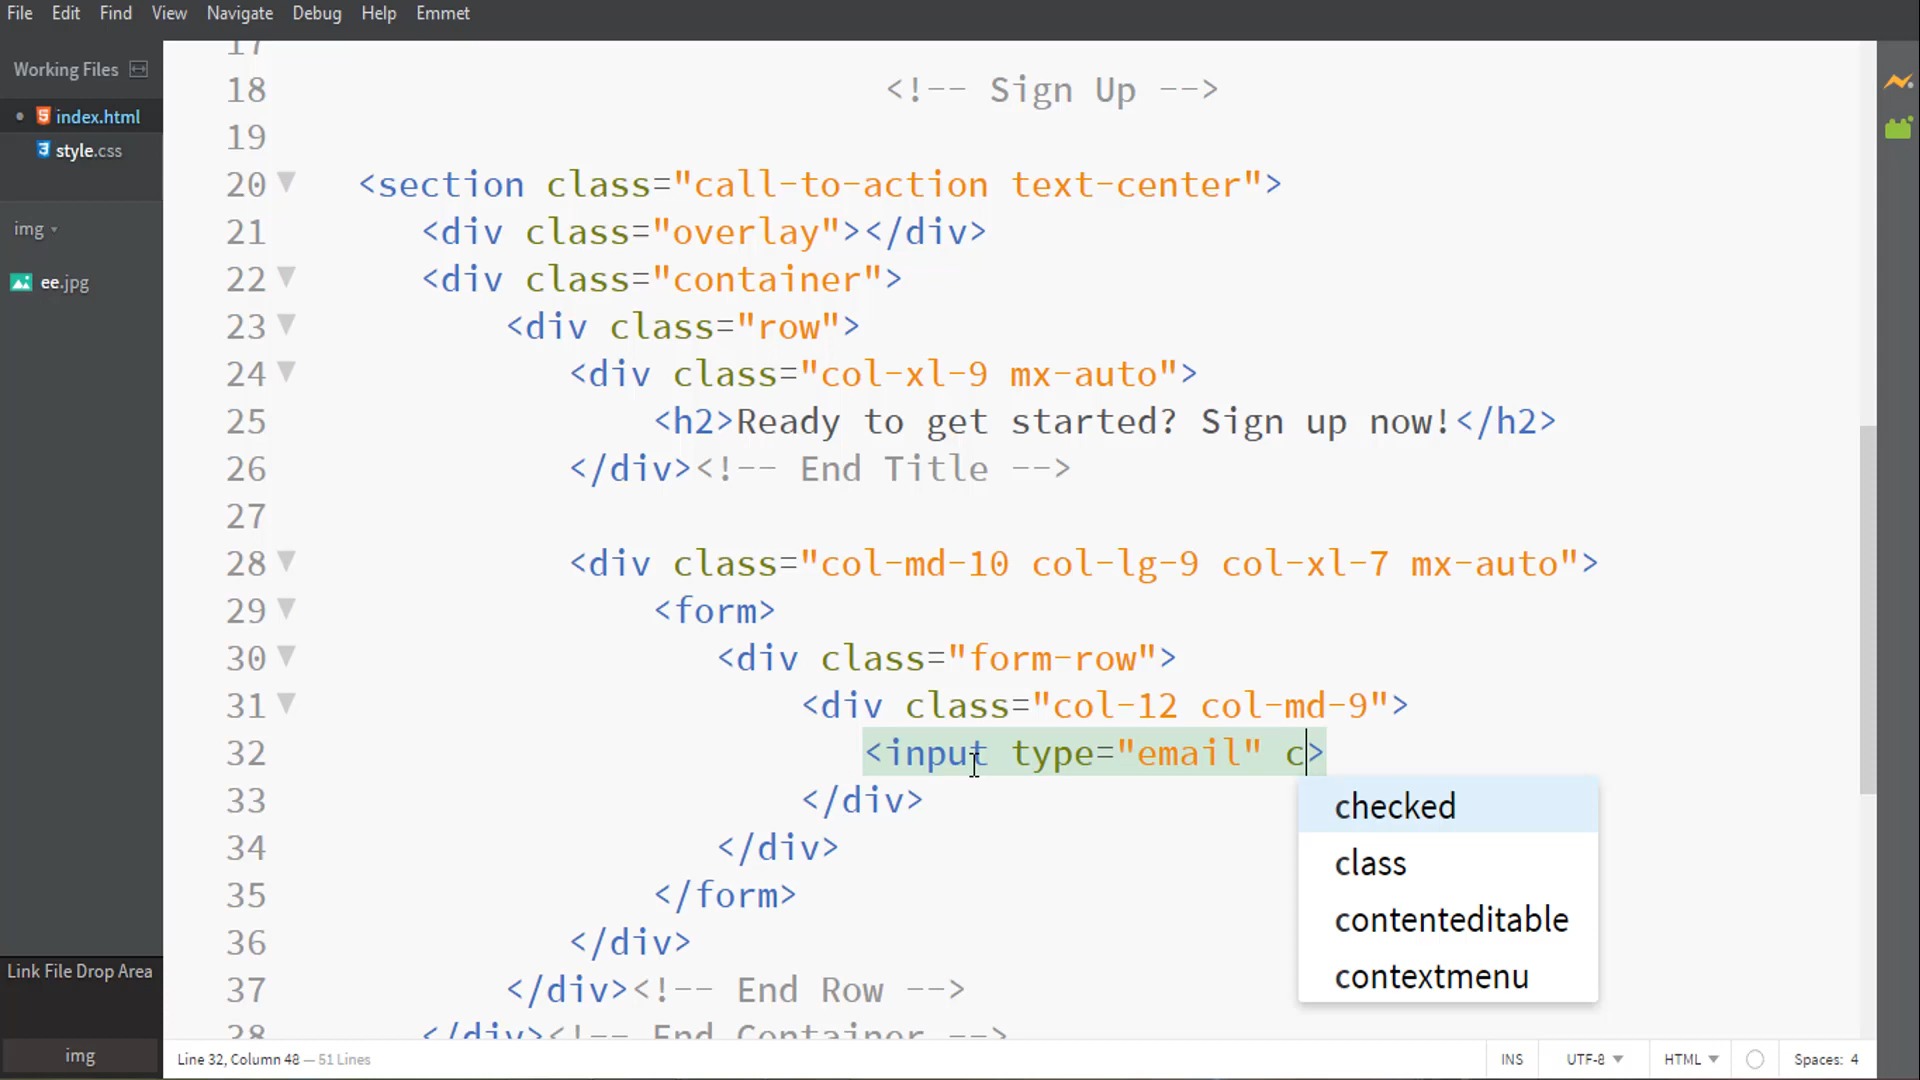 File Edit Find View Navigate Debug Help Emmet
Working Files
index.html
style.css
img
ee.jpg
Link File Drop Area
img
17
18 <!-- Sign Up -->
19
20 <section class="call-to-action text-center">
21 <div class="overlay"></div>
22 <div class="container">
23 <div class="row">
24 <div class="col-xl-9 mx-auto">
25 <h2>Ready to get started? Sign up now!</h2>
26 </div><!-- End Title -->
27
28 <div class="col-md-10 col-lg-9 col-xl-7 mx-auto">
29 <form>
30 <div class="form-row">
31 <div class="col-12 col-md-9">
32 <input type="email" c>
33 </div>
34 </div>
35 </form>
36 </div>
37 </div><!-- End Row -->
38 </div><!-- End Container -->
checked
class
contenteditable
contextmenu
Line 32, Column 48 — 51 Lines
INS UTF-8 HTML Spaces: 4